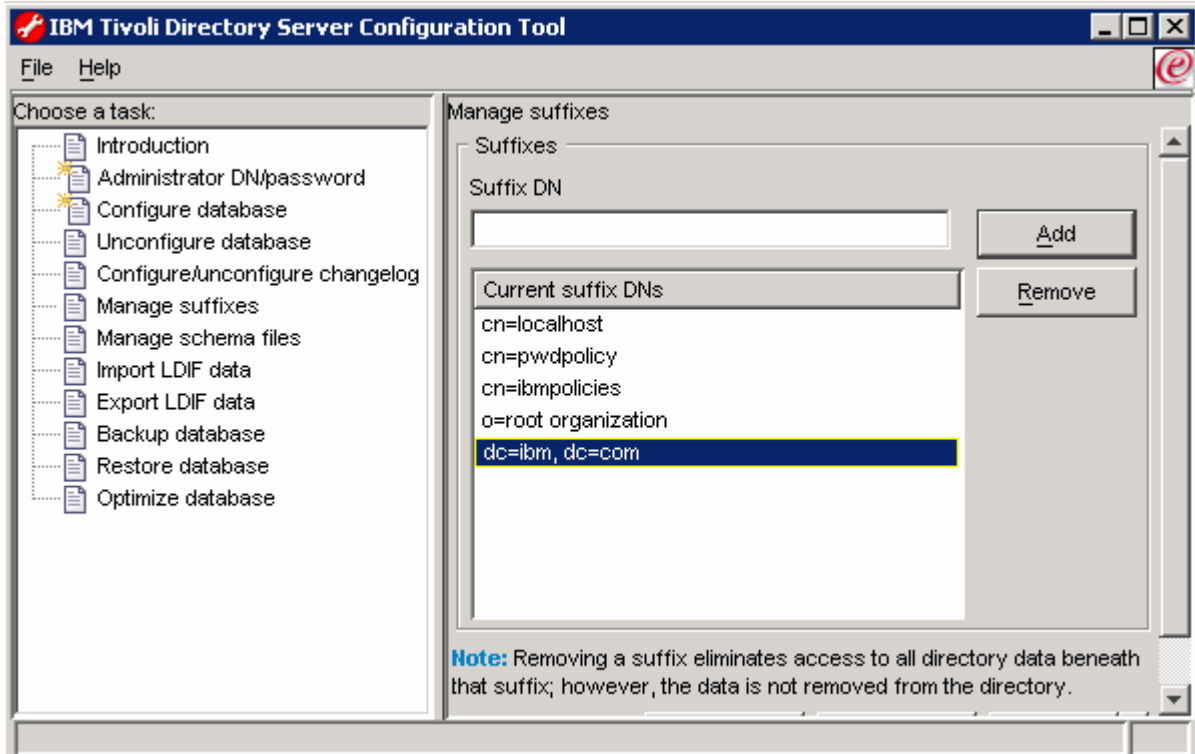 IBM Tivoli Directory Server Configuration Tool
File Help
Choose a task:
Introduction
Administrator DN/password
Configure database
Unconfigure database
Configure/unconfigure changelog
Manage suffixes
Manage schema files
Import LDIF data
Export LDIF data
Backup database
Restore database
Optimize database
Manage suffixes
Suffixes
Suffix DN
Add
Current suffix DNs
Remove
cn=localhost
cn=pwdpolicy
cn=ibmpolicies
o=root organization
dc=ibm, dc=com
Note: Removing a suffix eliminates access to all directory data beneath
that suffix; however, the data is not removed from the directory.